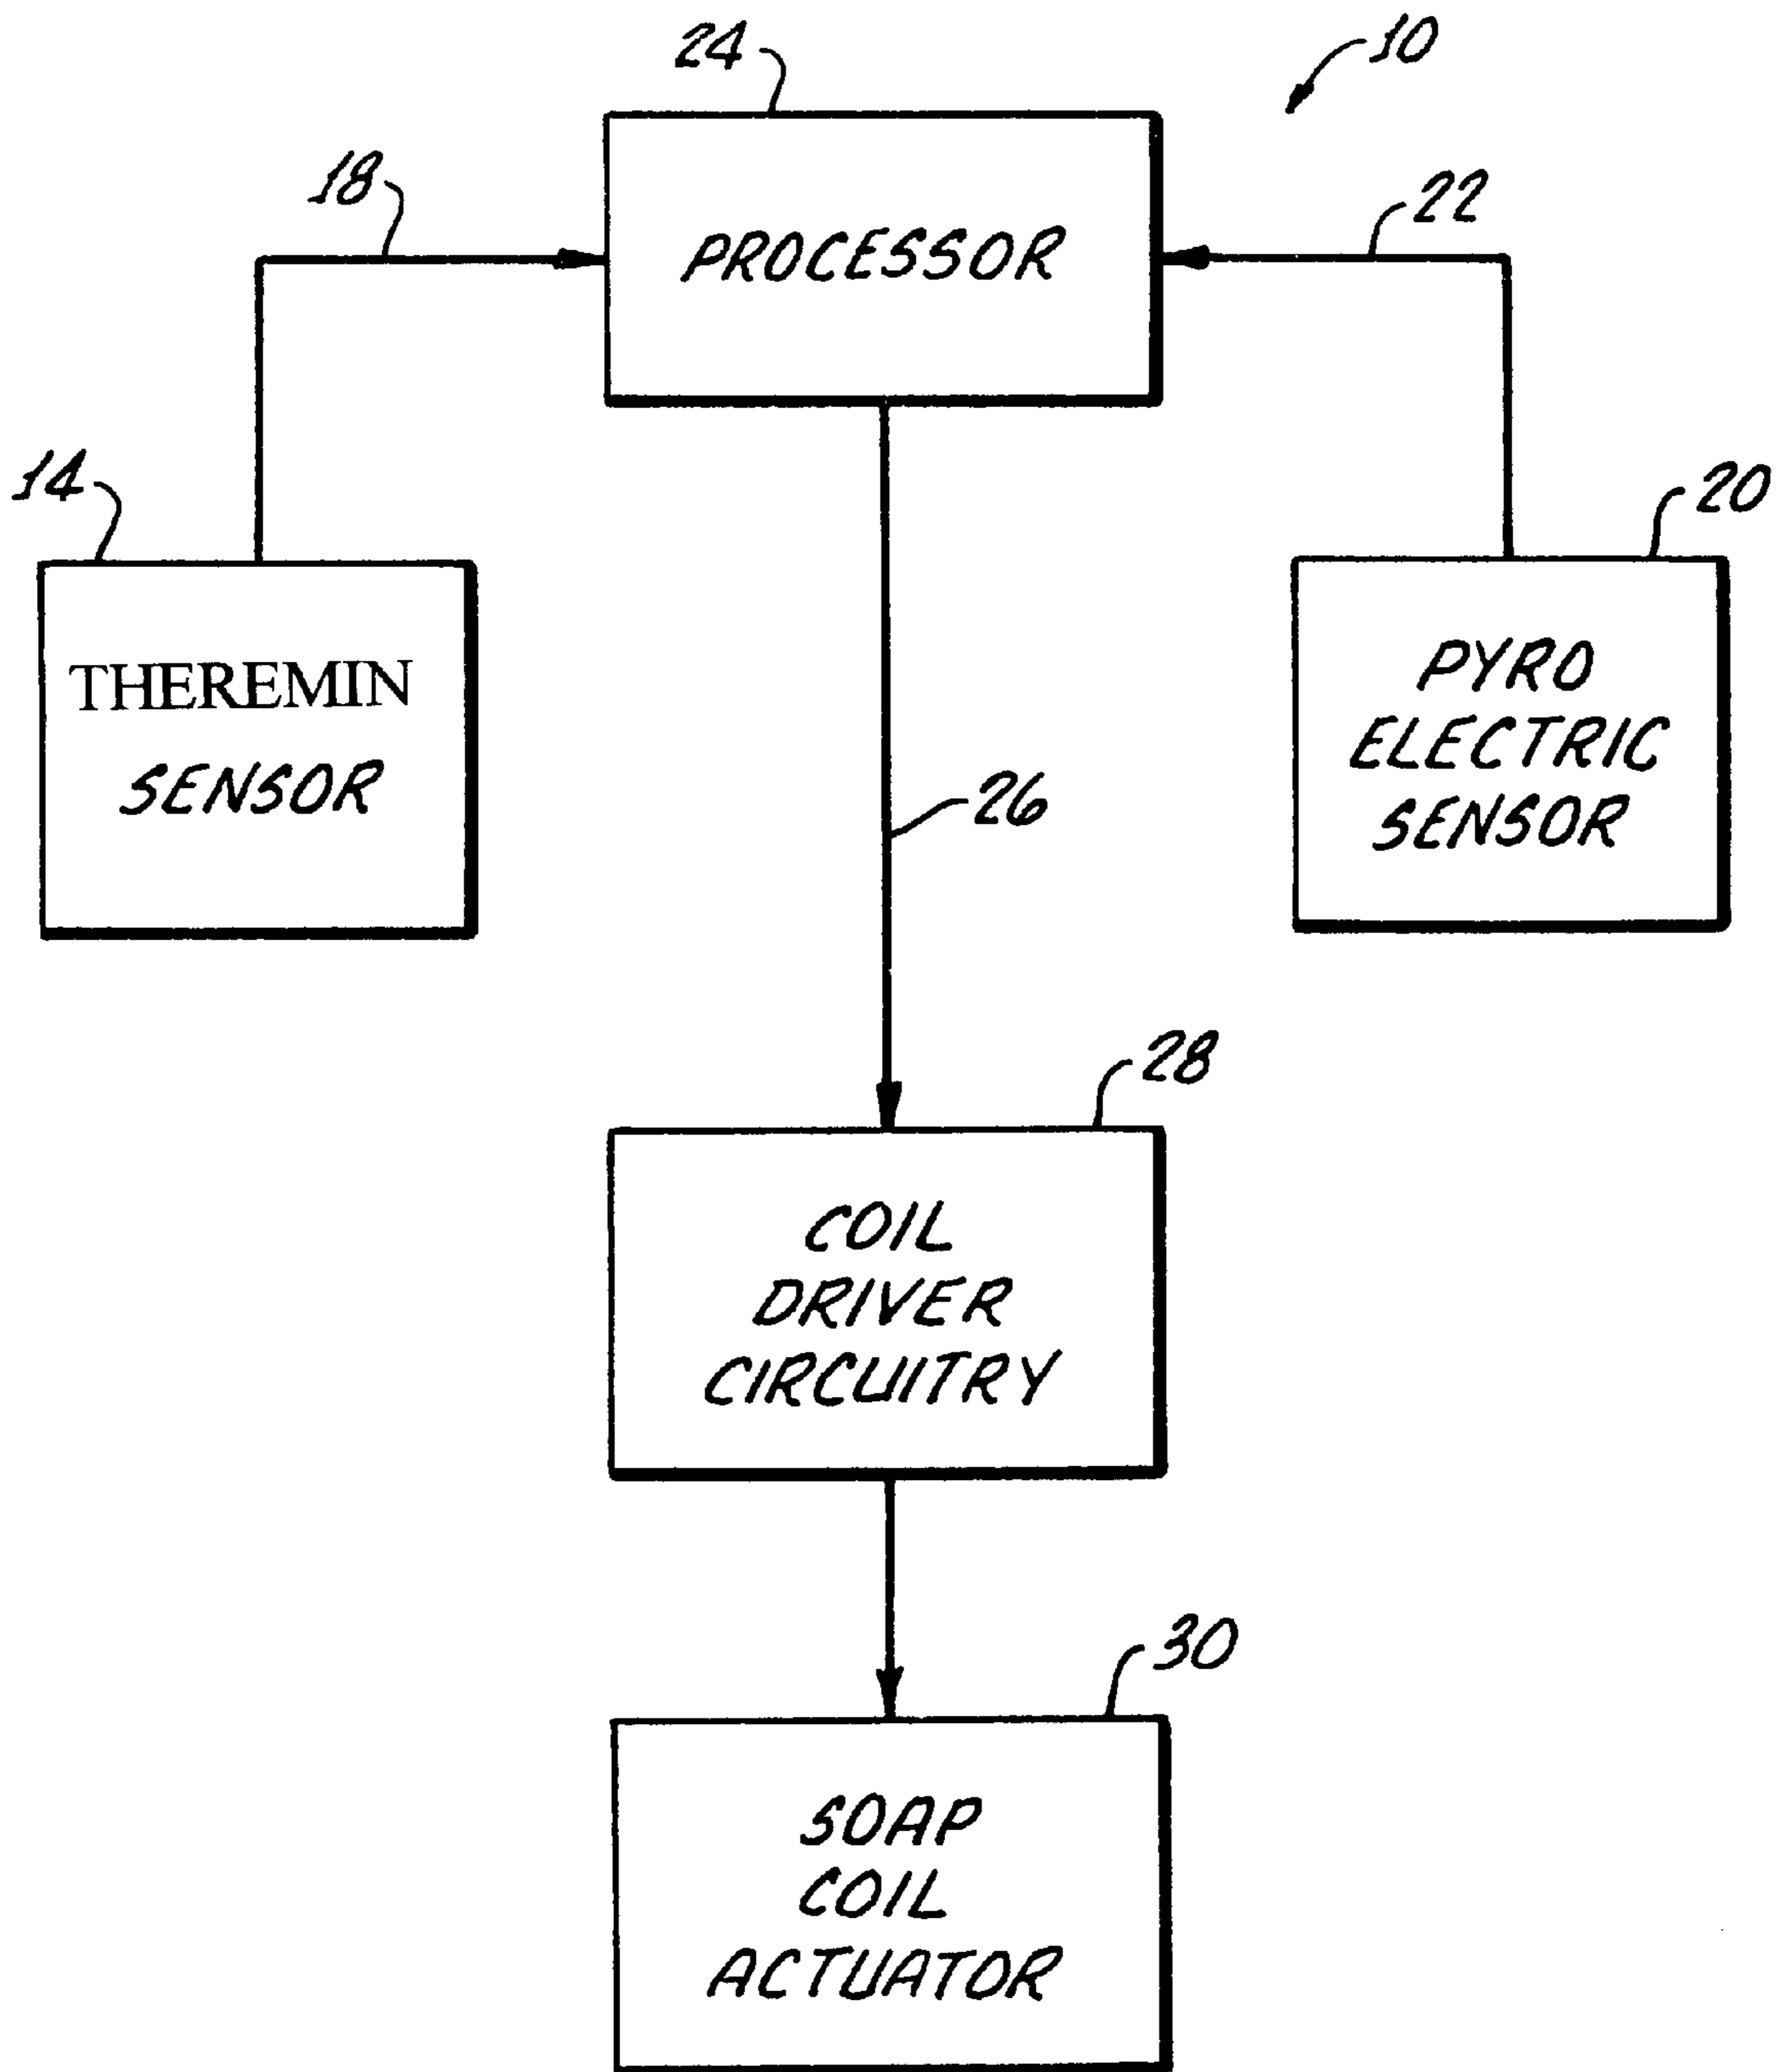 24
10
18
22
PROCESSOR
14
20
THEREMIN
SENSOR
PYRO
ELECTRIC
SENSOR
26
28
COIL
DRIVER
CIRCUITRY
30
SOAP
COIL
ACTUATOR